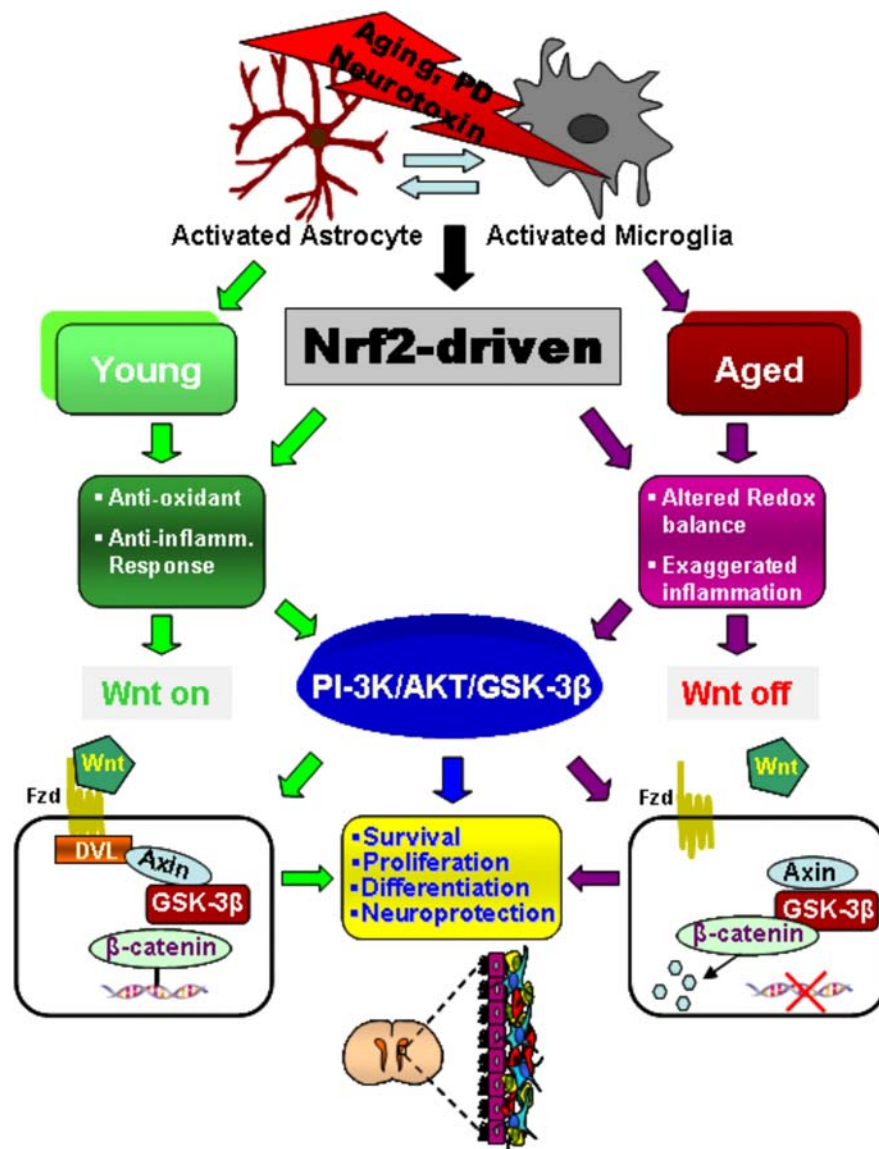 Aging, PD
Neurotoxin
Activated Astrocyte
Activated Microglia
Young
Nrf2-driven
Aged
▪ Anti-oxidant
▪ Anti-inflamm.
Response
▪ Altered Redox
balance
▪ Exaggerated
inflammation
Wnt on
PI-3K/AKT/GSK-3β
Wnt off
Wnt
Fzd
DVL
Axin
GSK-3β
β-catenin
▪Survival
▪Proliferation
▪Differentiation
▪Neuroprotection
Wnt
Fzd
Axin
GSK-3β
β-catenin